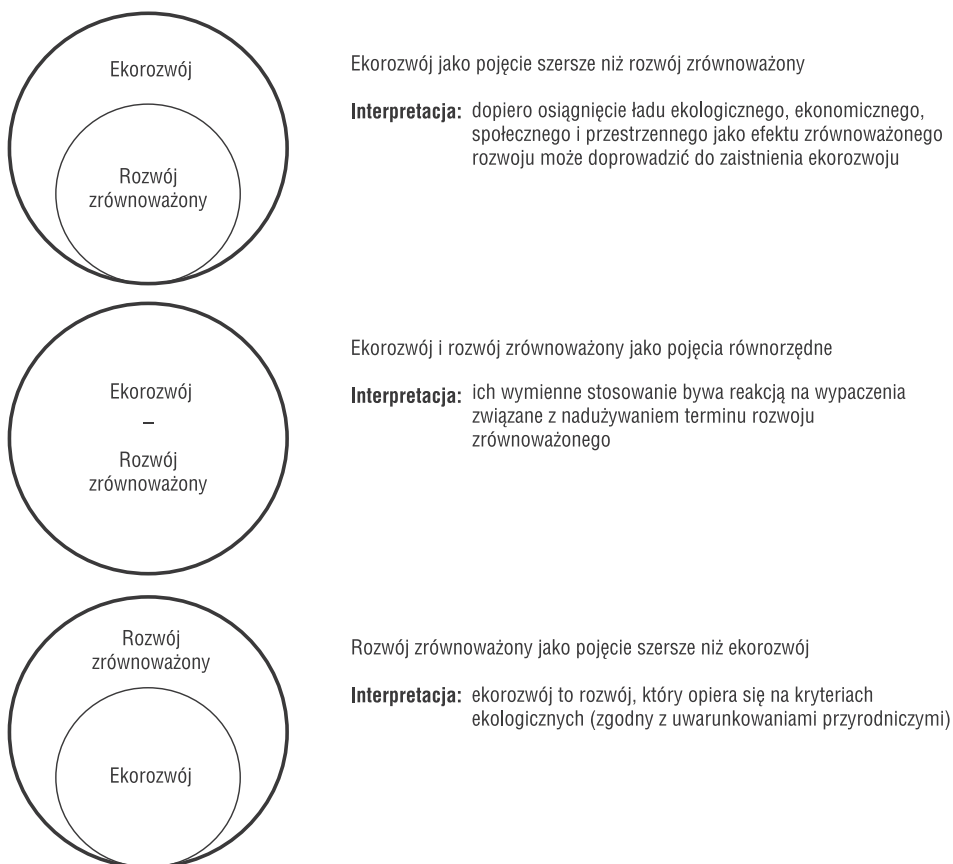 Ekorozwój
Rozwój
zrównoważony
Ekorozwój jako pojęcie szersze niż rozwój zrównoważony
Interpretacja: dopiero osiągnięcie ładu ekologicznego, ekonomicznego,
społecznego i przestrzennego jako efektu zrównoważonego
rozwoju może doprowadzić do zaistnienia ekorozwoju
Ekorozwój
–
Rozwój
zrównoważony
Ekorozwój i rozwój zrównoważony jako pojęcia równorzędne
Interpretacja: ich wymienne stosowanie bywa reakcją na wypaczenia
związane z nadużywaniem terminu rozwoju
zrównoważonego
Rozwój
zrównoważony
Ekorozwój
Rozwój zrównoważony jako pojęcie szersze niż ekorozwój
Interpretacja: ekorozwój to rozwój, który opiera się na kryteriach
ekologicznych (zgodny z uwarunkowaniami przyrodniczymi)